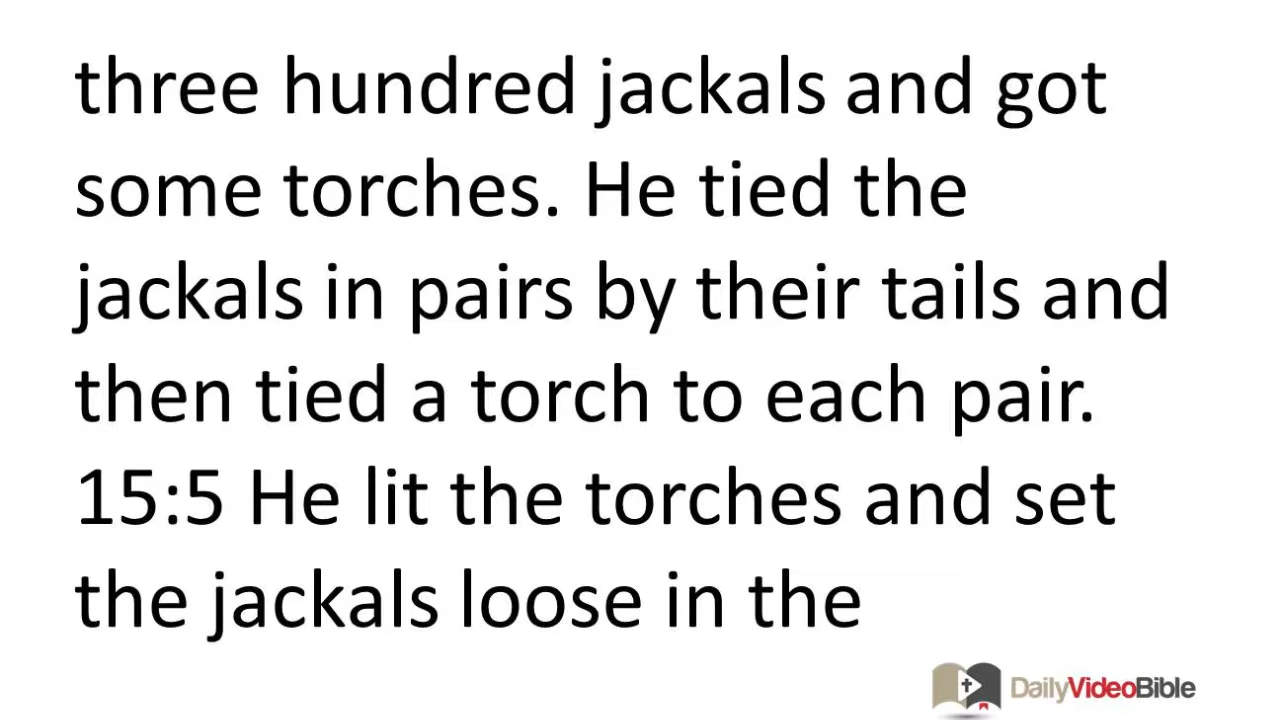 three hundred jackals and got
some torches. He tied the
jackals in pairs by their tails and
then tied a torch to each pair.
15:5 He lit the torches and set
the jackals loose in the
DailyVideoBible